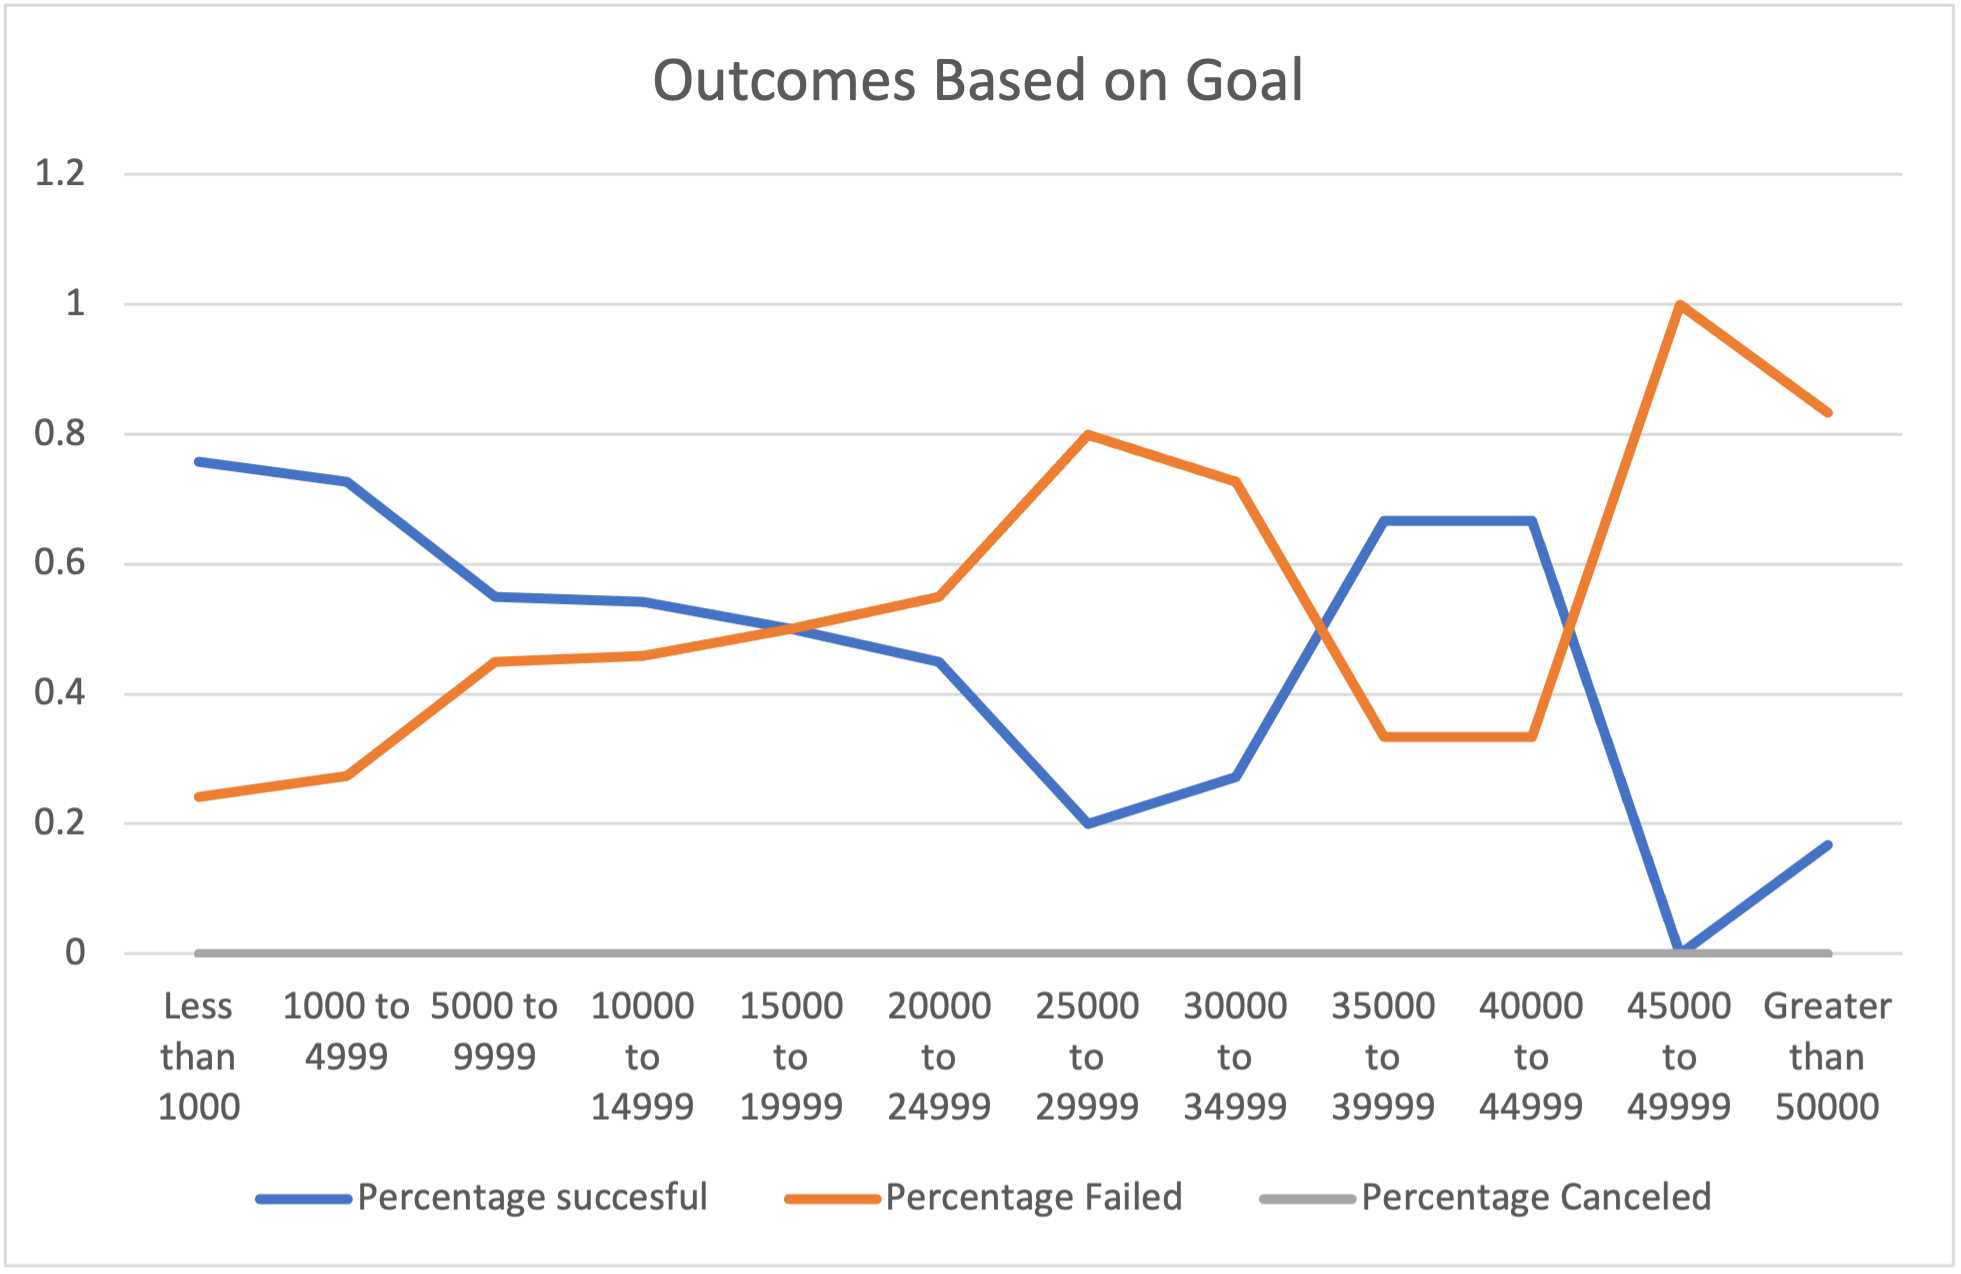 Outcomes Based on Goal
1.2
1
0.8
0.6
0.4
0.2
0
Less than 1000
1000 to 4999
5000 to 9999
10000 to 14999
15000 to 19999
20000 to 24999
25000 to 29999
30000 to 34999
35000 to 39999
40000 to 44999
45000 to 49999
Greater than 50000
Percentage succesful
Percentage Failed
Percentage Canceled